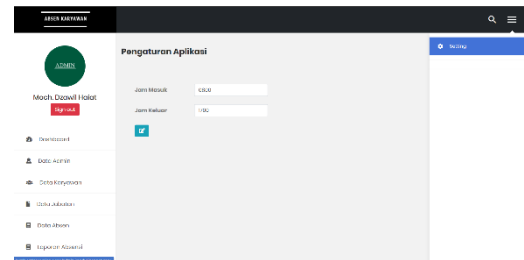 ABSEN KARYAWAN
ADMIN
Moch. Dzawil Halat
Sign out
Dashboard
Data Admin
Data Karyawan
Data Jabatan
Data Absen
Laporan Absensi
Pengaturan Aplikasi
Jam Masuk
Jam Keluar
Setting